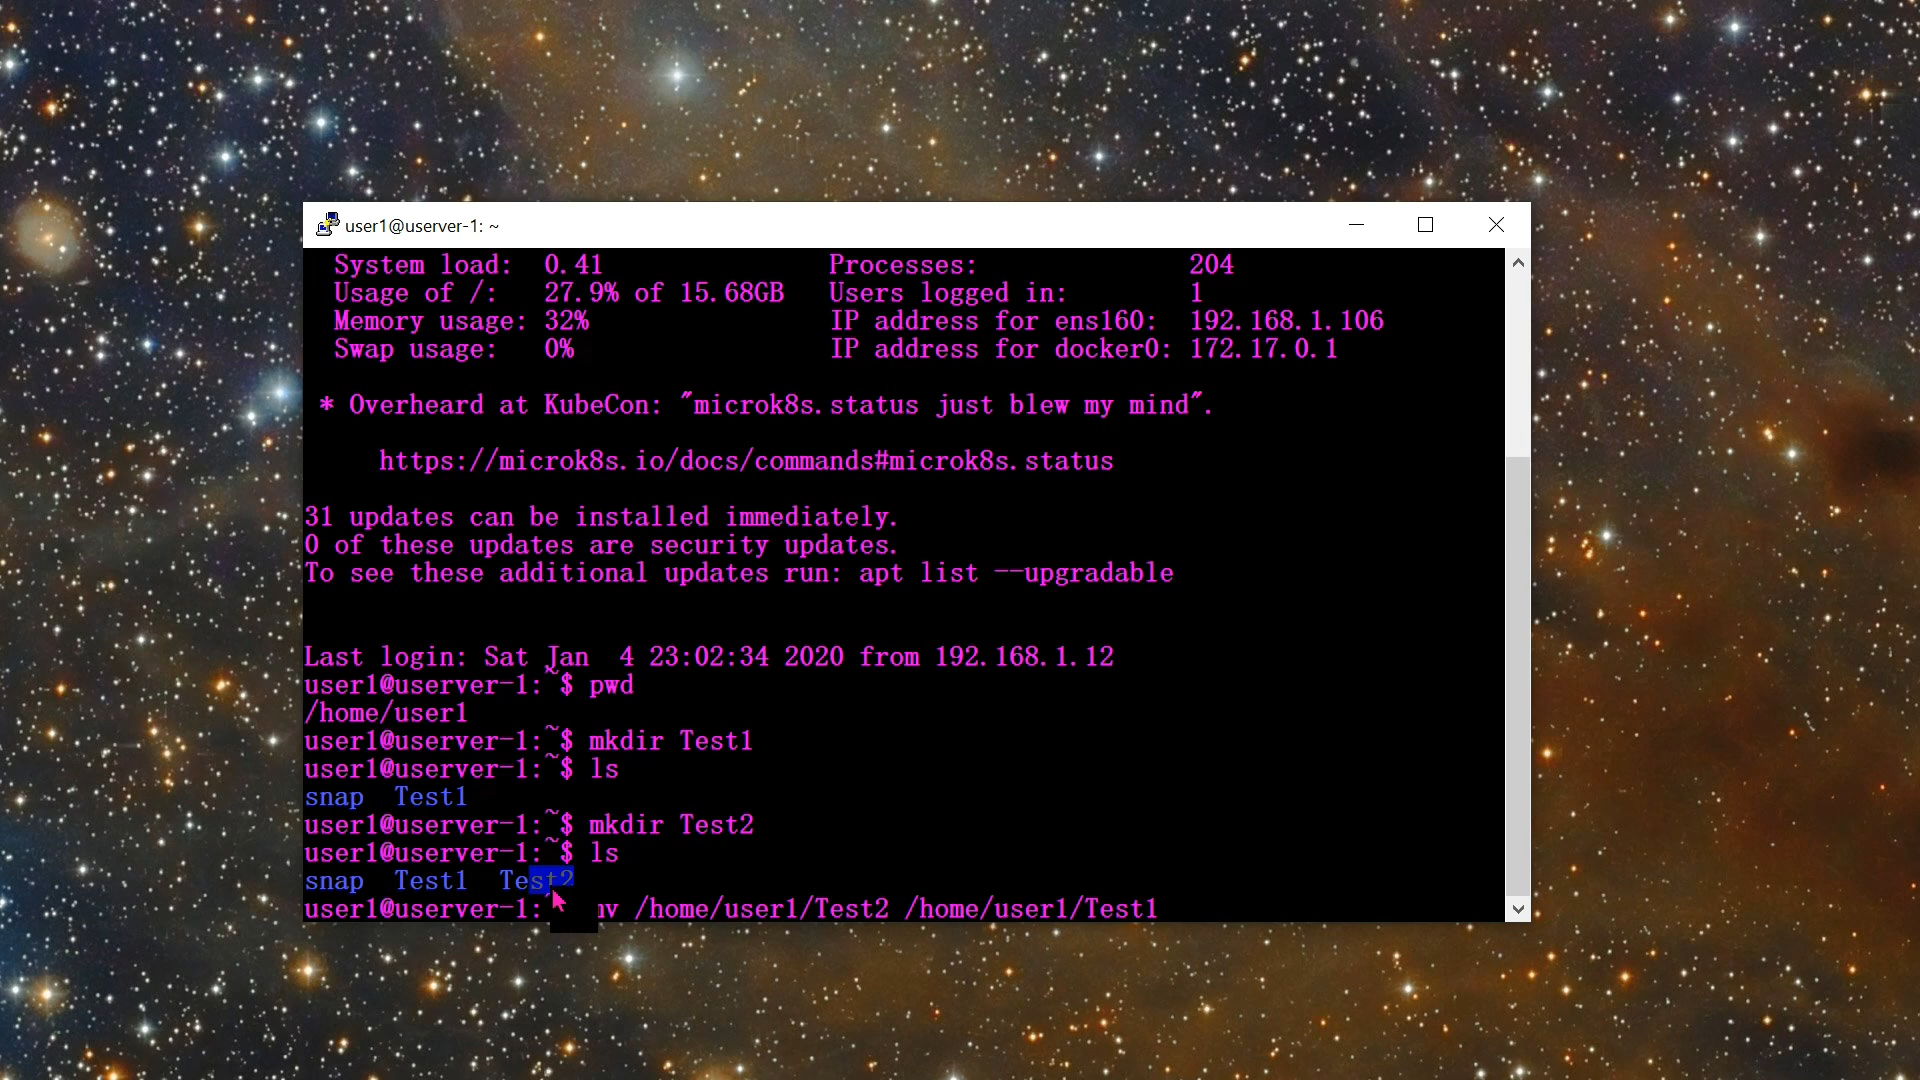 user1@userver-1: ~
System load: 0.41 Processes: 204
Usage of /: 27.9% of 15.68GB Users logged in: 1
Memory usage: 32% IP address for ens160: 192.168.1.106
Swap usage: 0% IP address for docker0: 172.17.0.1
* Overheard at KubeCon: "microk8s.status just blew my mind".
https://microk8s.io/docs/commands#microk8s.status
31 updates can be installed immediately.
0 of these updates are security updates.
To see these additional updates run: apt list --upgradable
Last login: Sat Jan 4 23:02:34 2020 from 192.168.1.12
user1@userver-1:~$ pwd
/home/user1
user1@userver-1:~$ mkdir Test1
user1@userver-1:~$ ls
snap Test1
user1@userver-1:~$ mkdir Test2
user1@userver-1:~$ ls
snap Test1 Test2
user1@userver-1: mv /home/user1/Test2 /home/user1/Test1